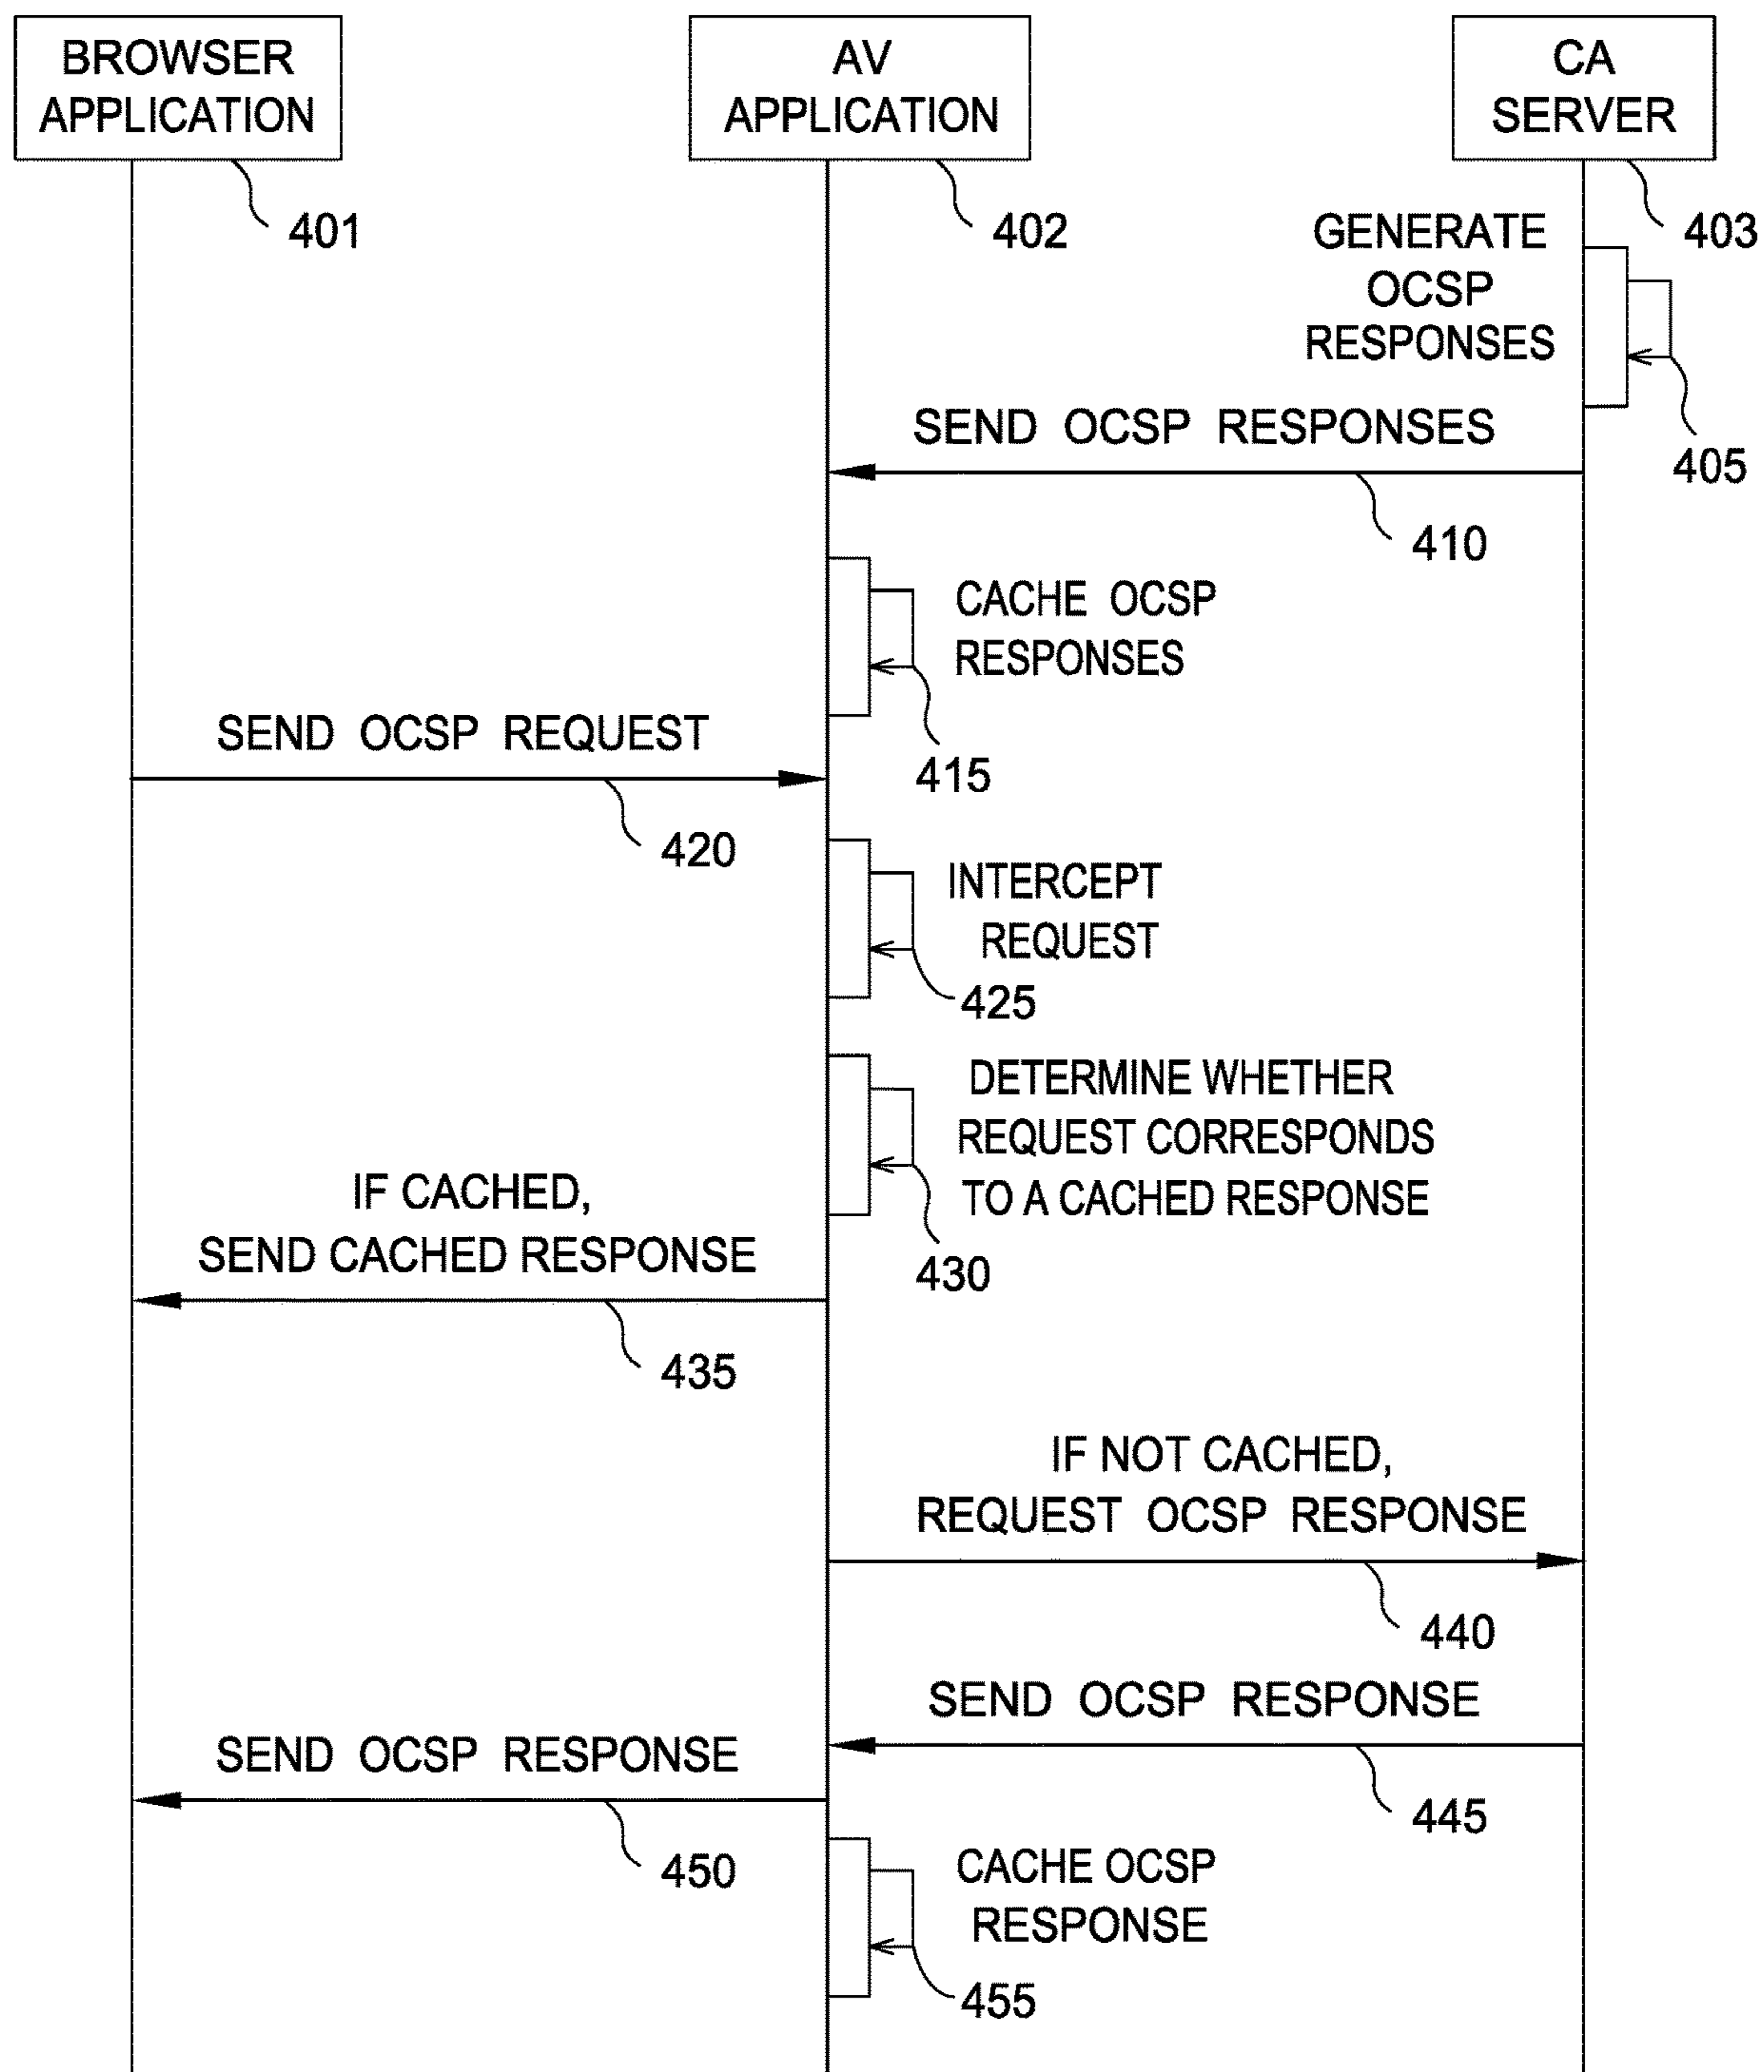 BROWSER
APPLICATION
AV
APPLICATION
CA
SERVER
401
402
403
GENERATE
OCSP
RESPONSES
405
SEND OCSP RESPONSES
410
CACHE OCSP
RESPONSES
415
SEND OCSP REQUEST
420
INTERCEPT
REQUEST
425
DETERMINE WHETHER
REQUEST CORRESPONDS
TO A CACHED RESPONSE
430
IF CACHED,
SEND CACHED RESPONSE
435
IF NOT CACHED,
REQUEST OCSP RESPONSE
440
SEND OCSP RESPONSE
445
SEND OCSP RESPONSE
450
CACHE OCSP
RESPONSE
455